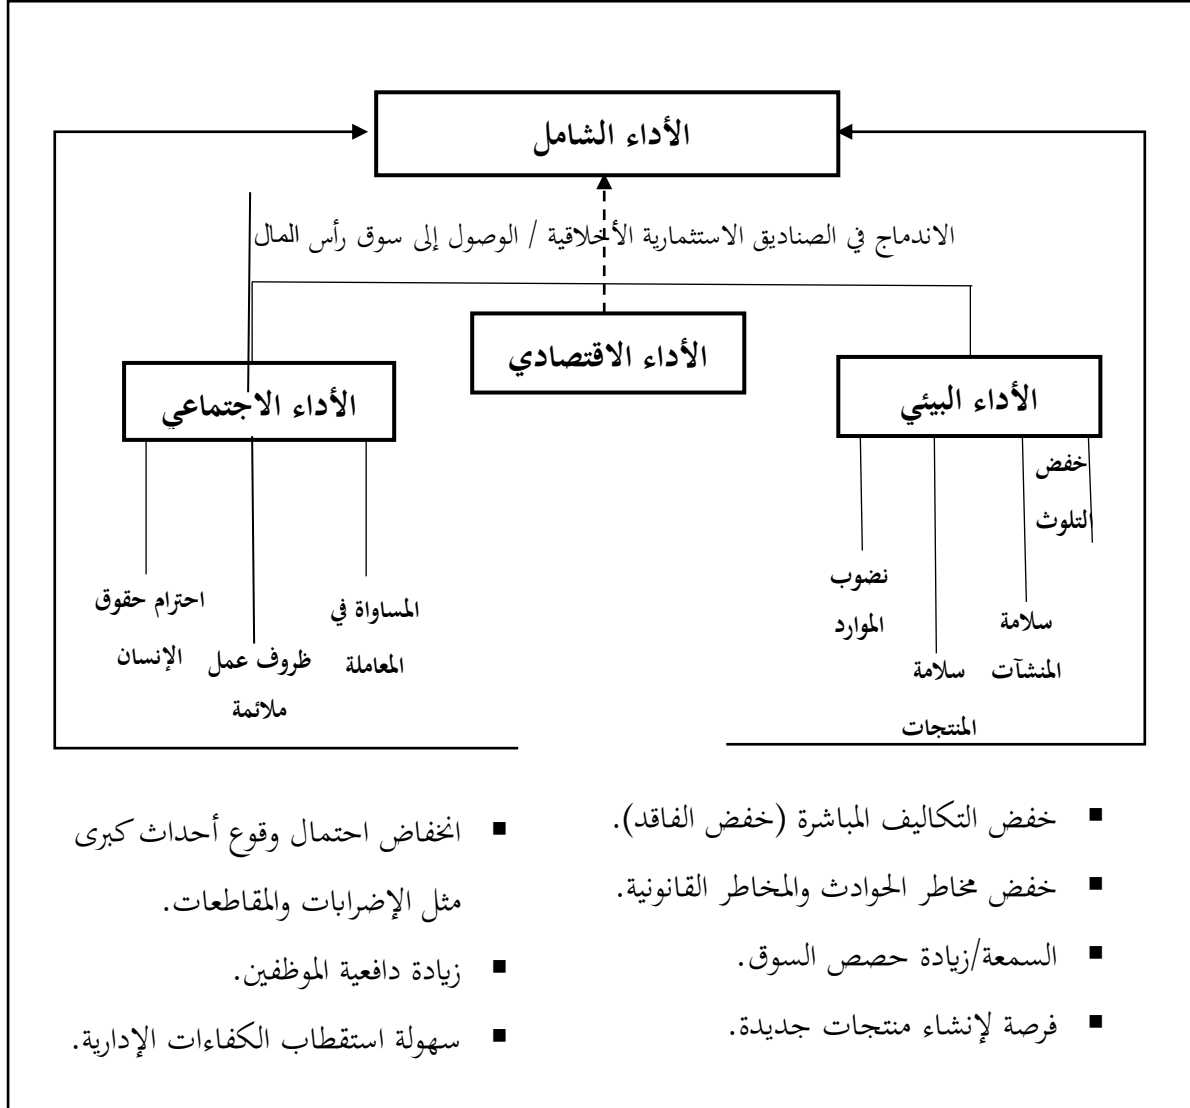 الأداء الشامل
الاندماج في الصناديق الاستثمارية الأخلاقية / الوصول إلى سوق رأس المال
الأداء الاقتصادي
الأداء البيئي
الأداء الاجتماعي
خفض
التلوث
سلامة
المنشآت
سلامة
المنتجات
نضوب
الموارد
المساواة في
المعاملة
ظروف عمل
ملائمة
احترام حقوق
الإنسان
▪ خفض التكاليف المباشرة (خفض الفاقد).
▪ خفض مخاطر الحوادث والمخاطر القانونية.
▪ السمعة/زيادة حصص السوق.
▪ فرصة لإنشاء منتجات جديدة.
▪ انخفاض احتمال وقوع أحداث كبرى
مثل الإضرابات والمقاطعات.
▪ زيادة دافعية الموظفين.
▪ سهولة استقطاب الكفاءات الإدارية.